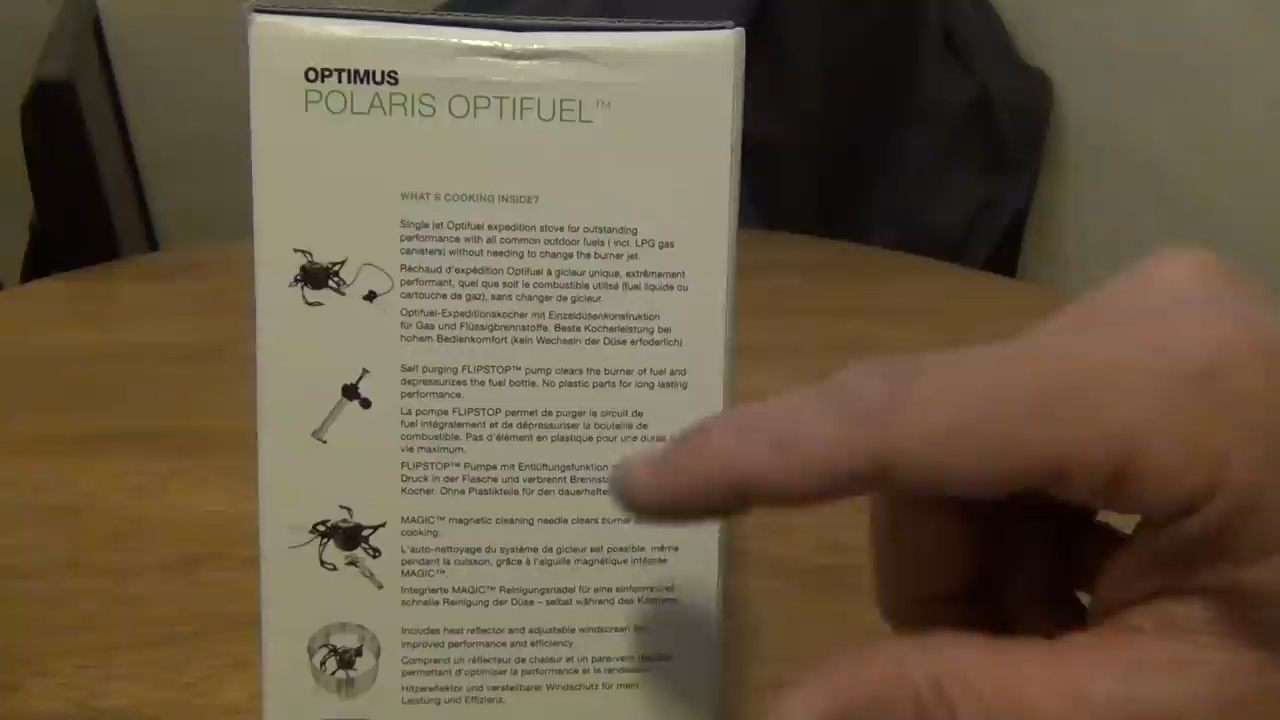 OPTIMUS
POLARIS OPTIFUEL™
WHAT'S COOKING INSIDE?
Single jet Optifuel expedition stove for outstanding
performance with all common outdoor fuels ( incl. LPG gas
canisters) without needing to change the burner jet.
Réchaud d'expédition Optifuel à gicleur unique, extrêmement
performant, quel que soit le combustible utilisé (fuel liquide ou
cartouche de gaz), sans changer de gicleur.
Optifuel-Expeditionskocher mit Einzeldüsenkonstruktion
für Gas und Flüssigbrennstoffe. Beste Kocherleistung bei
hohem Bedienkomfort (kein Wechseln der Düse erfoderlich).
Self purging FLIPSTOP™ pump clears the burner of fuel and
depressurizes the fuel bottle. No plastic parts for long lasting
performance.
La pompe FLIPSTOP permet de purger le circuit de
fuel intégralement et de dépressuriser la bouteille de
combustible. Pas d'élément en plastique pour une durée
vie maximum.
FLIPSTOP™ Pumpe mit Entlüftungsfunktion
Druck in der Flasche und verbrennt
Kocher. Ohne Plastikteile für den
MAGIC™ magnetic cleaning needle clears burner
cooking.
L'auto-nettoyage du système de gicleur est possible, même
pendant la cuisson, grâce à l'aiguille magnétique intégrée
MAGIC™.
Integrierte MAGIC™ Reinigungsnadel für eine einfache und
schnelle Reinigung der Düse – selbst während des Kochens.
Includes heat reflector and adjustable windscreen
improved performance and efficiency
Comprend un réflecteur de chaleur et un pare-vent
permettant d'optimiser la performance et le
Hitzereflektor und verstellbarer Windschutz für mehr
Leistung und Effizienz.